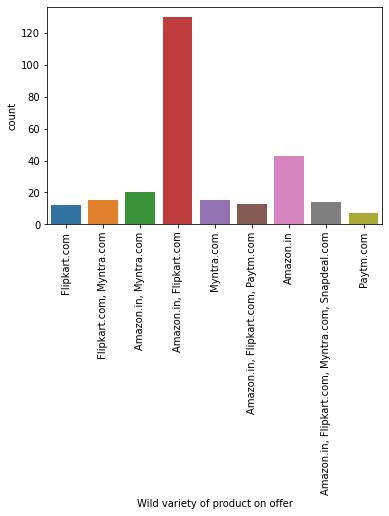 120
100
80
60
40
20
0
count
Flipkart.com
Flipkart.com, Myntra.com
Amazon.in, Myntra.com
Amazon.in, Flipkart.com
Myntra.com
Amazon.in, Flipkart.com, Paytm.com
Amazon.in
Amazon.in, Flipkart.com, Myntra.com, Snapdeal.com
Paytm.com
Wild variety of product on offer